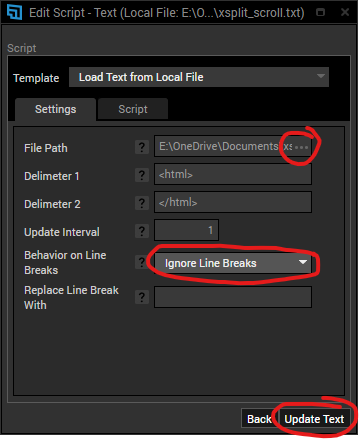 Edit Script - Text (Local File: E:\O...\xsplit_scroll.txt)
Script
Template Load Text from Local File
Settings Script
File Path ? E:\OneDrive\Documents\xs ...
Delimeter 1 ? <html>
Delimeter 2 ? </html>
Update Interval ? 1
Behavior on Line Breaks ? Ignore Line Breaks
Replace Line Break With ?
Back Update Text